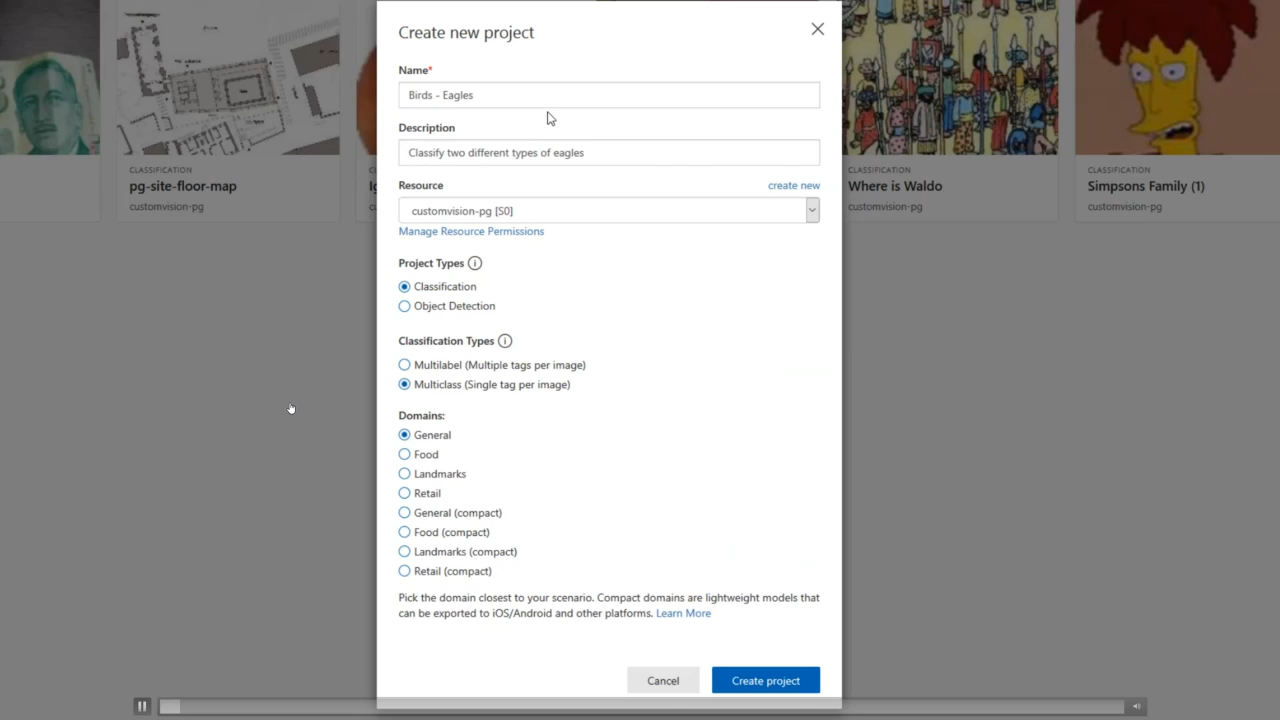 Create new project
Name*
Birds - Eagles
Description
Classify two different types of eagles
Resource
create new
customvision-pg [S0]
Manage Resource Permissions
Project Types
Classification
Object Detection
Classification Types
Multilabel (Multiple tags per image)
Multiclass (Single tag per image)
Domains:
General
Food
Landmarks
Retail
General (compact)
Food (compact)
Landmarks (compact)
Retail (compact)
Pick the domain closest to your scenario. Compact domains are lightweight models that
can be exported to iOS/Android and other platforms. Learn More
Cancel
Create project
CLASSIFICATION
pg-site-floor-map
customvision-pg
CLASSIFICATION
Where is Waldo
customvision-pg
CLASSIFICATION
Simpsons Family (1)
customvision-pg